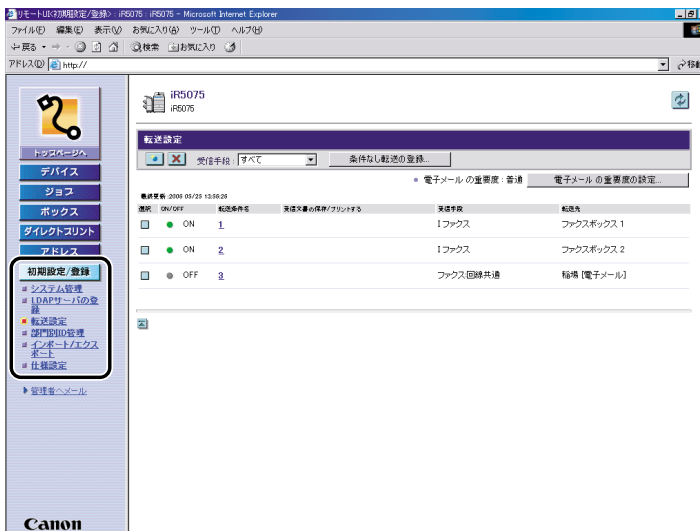 リモートUI<初期設定/登録> : iR5075 : iR5075 - Microsoft Internet Explorer
ファイル(F) 編集(E) 表示(V) お気に入り(A) ツール(T) ヘルプ(H)
戻る
検索 お気に入り
アドレス(D) http:// 移動
iR5075
iR5075
トップページへ
転送設定
受信手段: すべて 条件なし転送の登録...
デバイス
ジョブ
ボックス
ダイレクトプリント
アドレス
電子メール の重要度 : 普通 電子メール の重要度の設定...
最終更新 :2006 05/25 13:36:26
選択 ON/OFF 転送条件名 受信文書の保存/プリントする 受信手段 転送先
ON 1 Iファクス ファクスボックス 1
ON 2 Iファクス ファクスボックス 2
OFF 3 ファクス回線共通 稲場 [電子メール]
初期設定/登録
システム管理
LDAPサーバの登
録
転送設定
部門別ID管理
インポート/エクス
ポート
仕様設定
管理者へメール
Canon